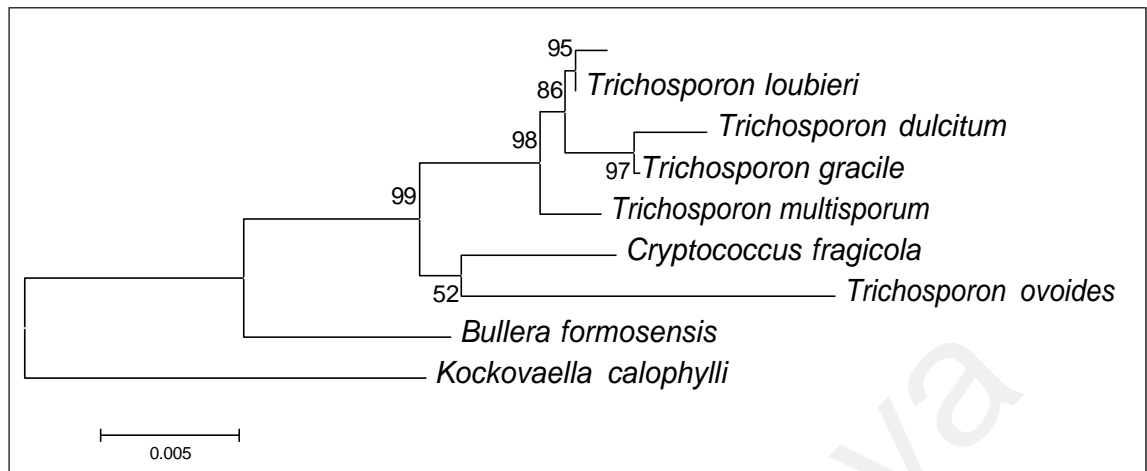 95
Trichosporon loubieri
86
Trichosporon dulcitum
98
97
Trichosporon gracile
99
Trichosporon multisporum
Cryptococcus fragicola
52
Trichosporon ovoides
Bullera formosensis
Kockovaella calophylli
0.005
ya